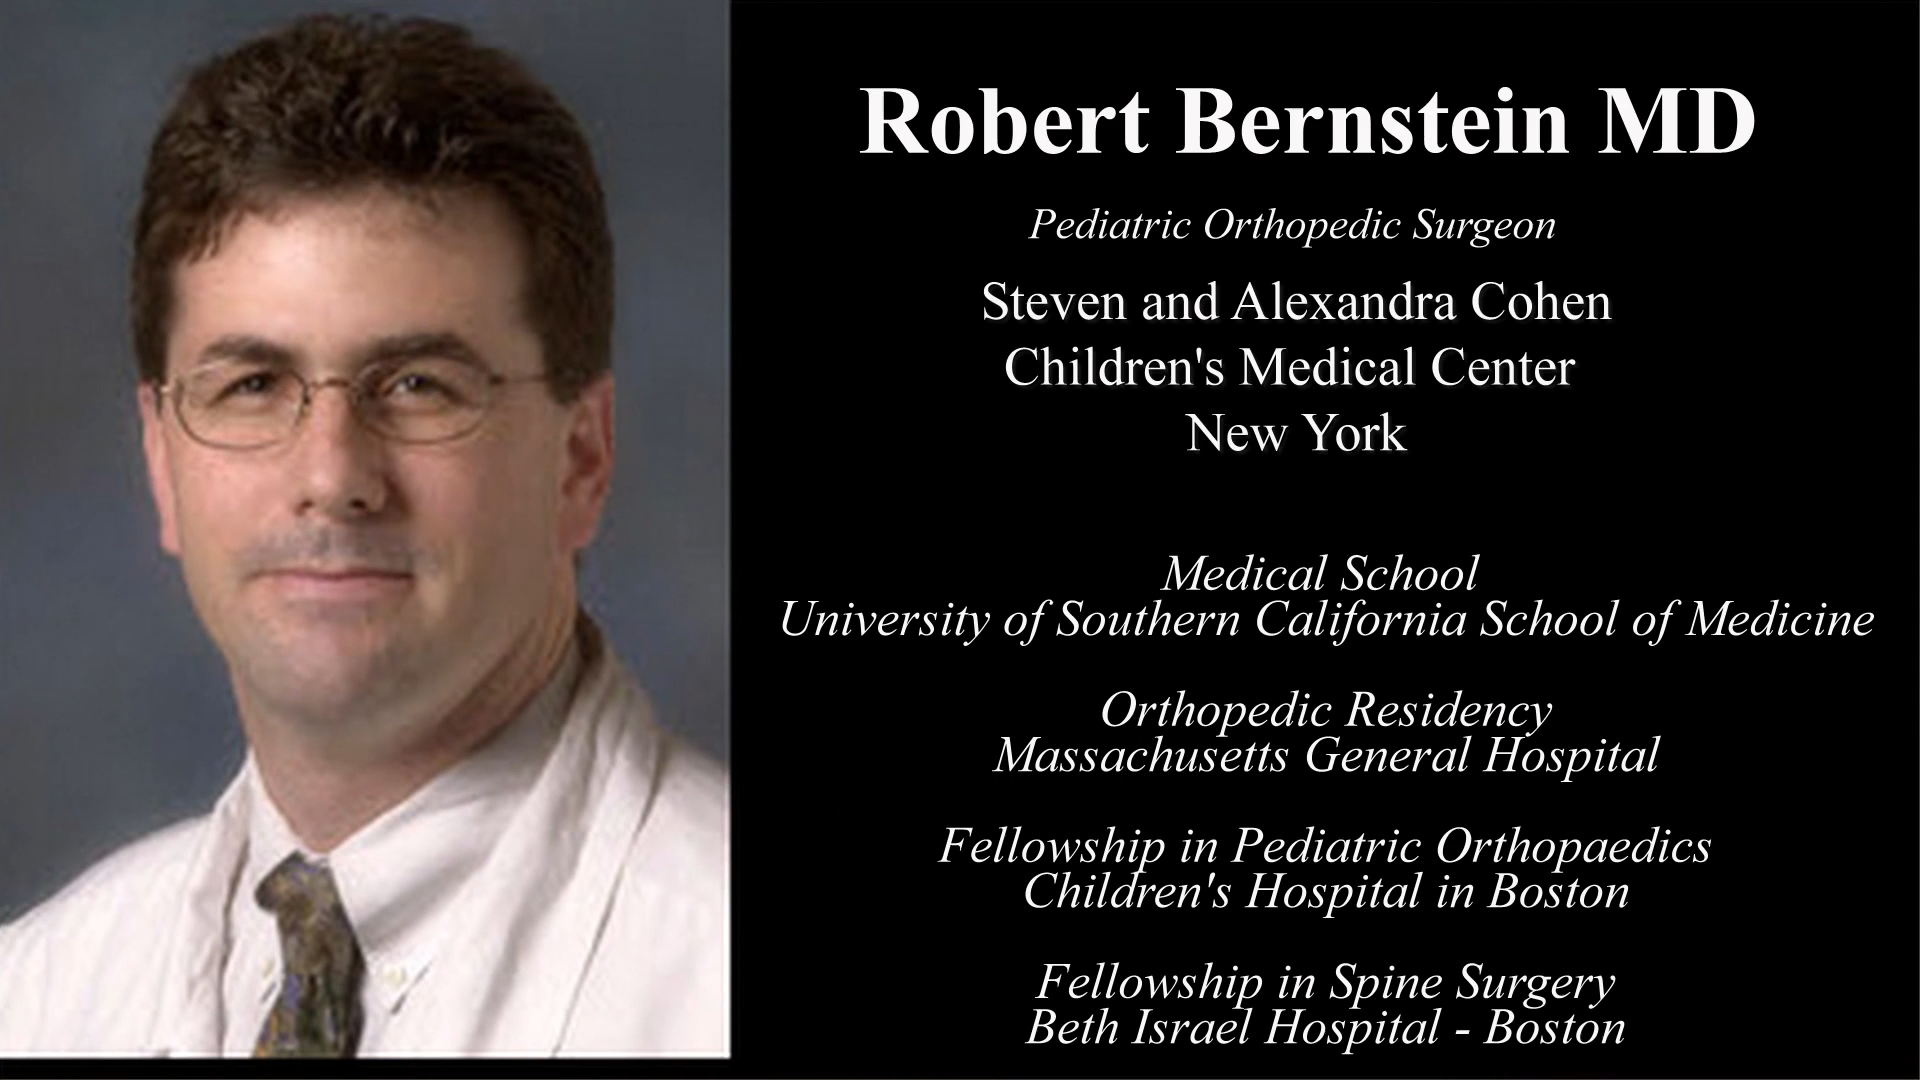 Robert Bernstein MD
Pediatric Orthopedic Surgeon
Steven and Alexandra Cohen
Children's Medical Center
New York
Medical School
University of Southern California School of Medicine
Orthopedic Residency
Massachusetts General Hospital
Fellowship in Pediatric Orthopaedics
Children's Hospital in Boston
Fellowship in Spine Surgery
Beth Israel Hospital - Boston